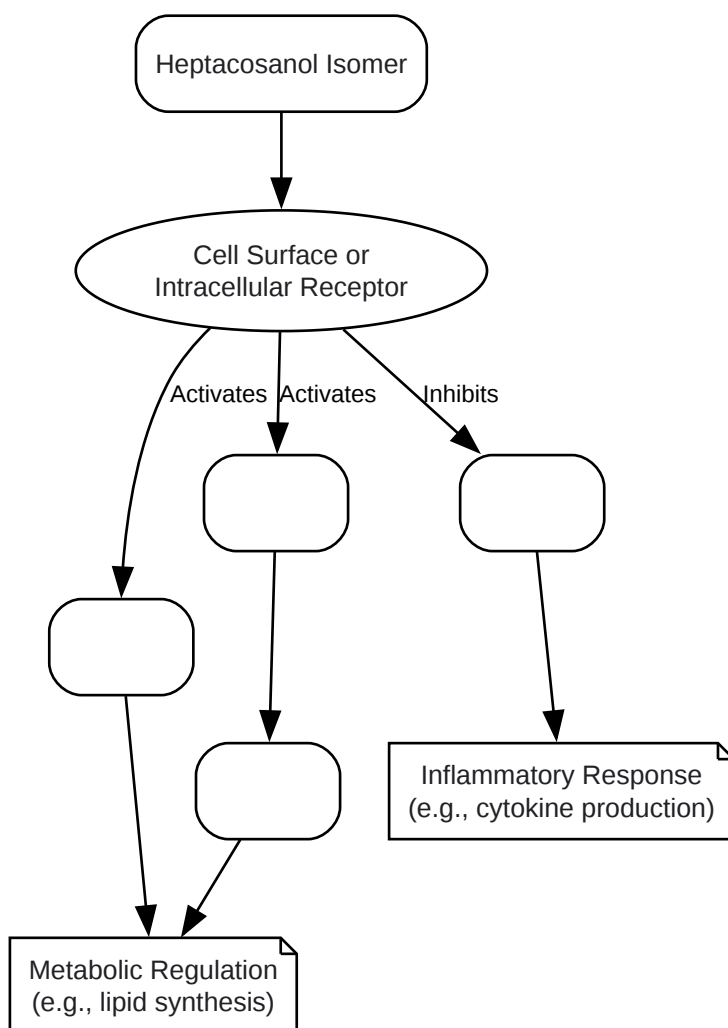 Heptacosanol Isomer
Cell Surface or
Intracellular Receptor
Activates
Activates
Inhibits
Inflammatory Response
(e.g., cytokine production)
Metabolic Regulation
(e.g., lipid synthesis)